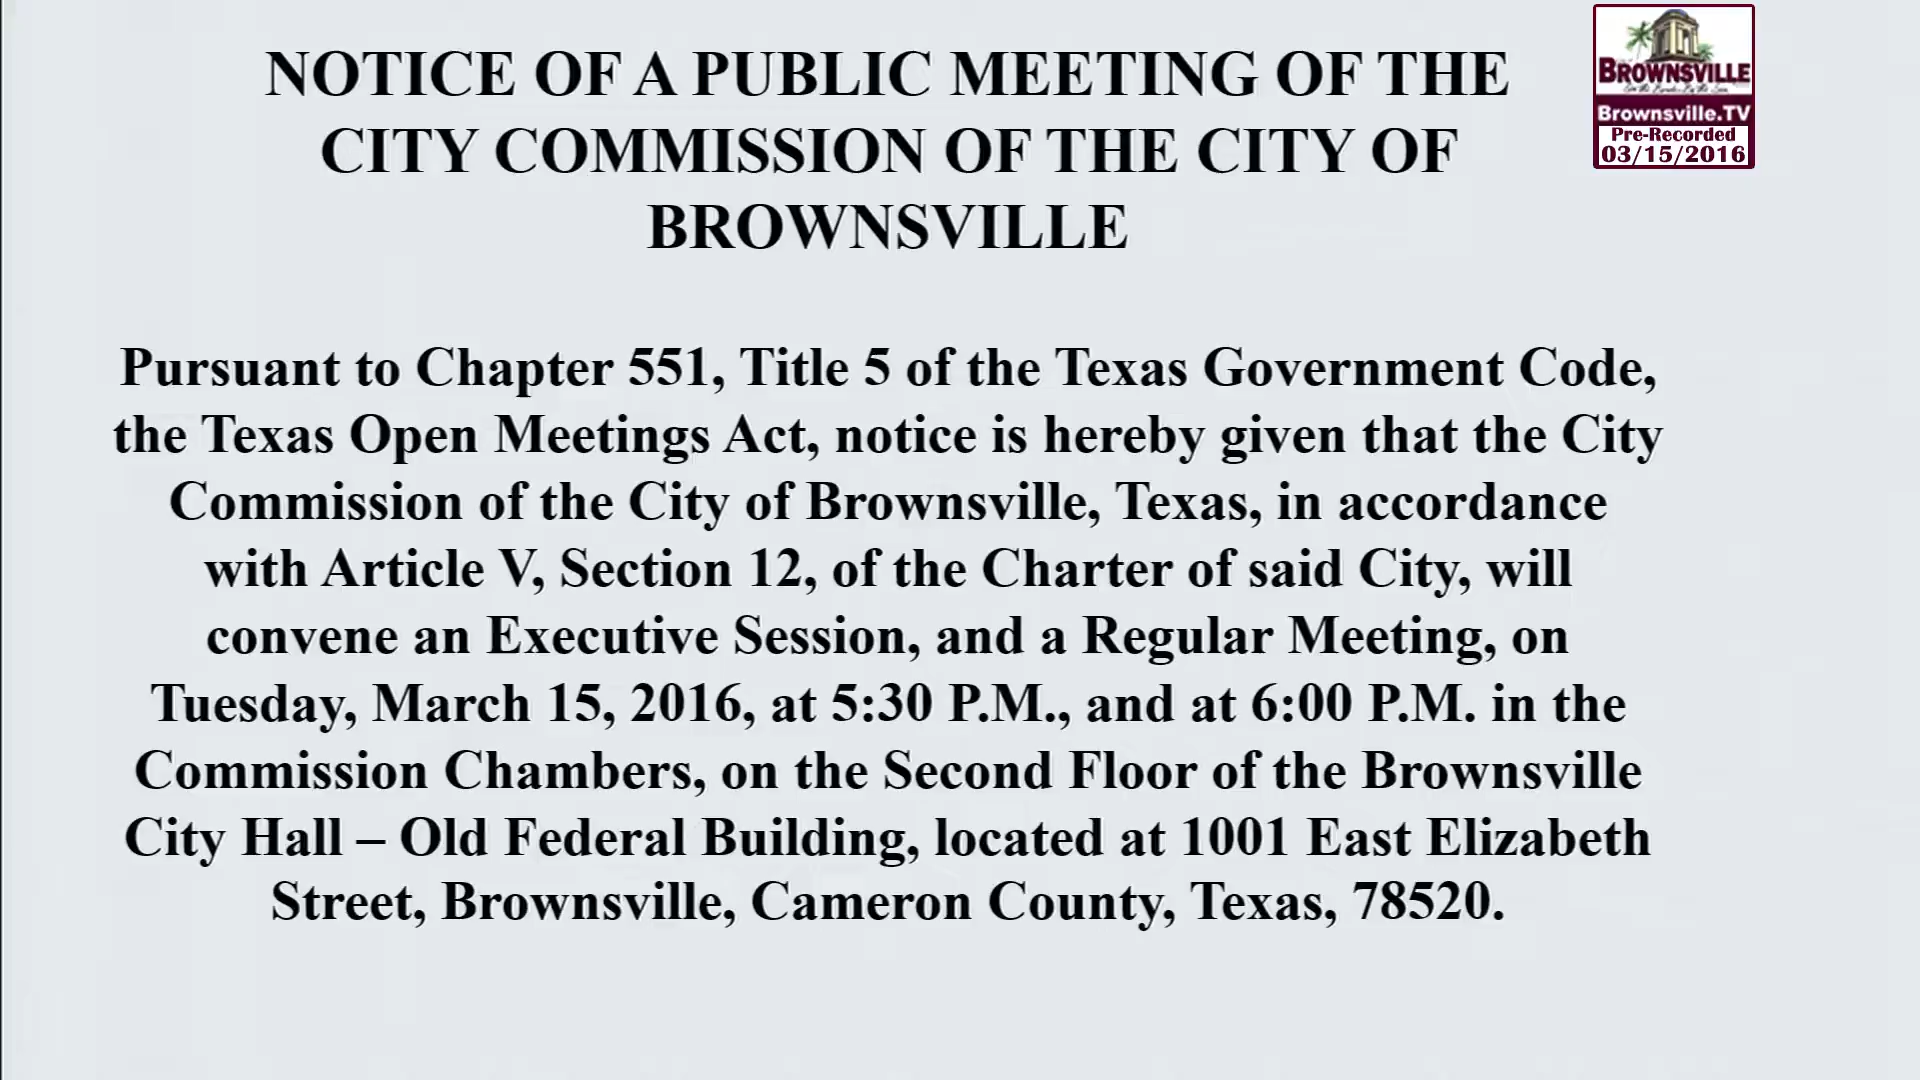 NOTICE OF A PUBLIC MEETING OF THE
CITY COMMISSION OF THE CITY OF
BROWNSVILLE
BROWNSVILLE
Brownsville.TV
Pre-Recorded
03/15/2016
Pursuant to Chapter 551, Title 5 of the Texas Government Code,
the Texas Open Meetings Act, notice is hereby given that the City
Commission of the City of Brownsville, Texas, in accordance
with Article V, Section 12, of the Charter of said City, will
convene an Executive Session, and a Regular Meeting, on
Tuesday, March 15, 2016, at 5:30 P.M., and at 6:00 P.M. in the
Commission Chambers, on the Second Floor of the Brownsville
City Hall – Old Federal Building, located at 1001 East Elizabeth
Street, Brownsville, Cameron County, Texas, 78520.